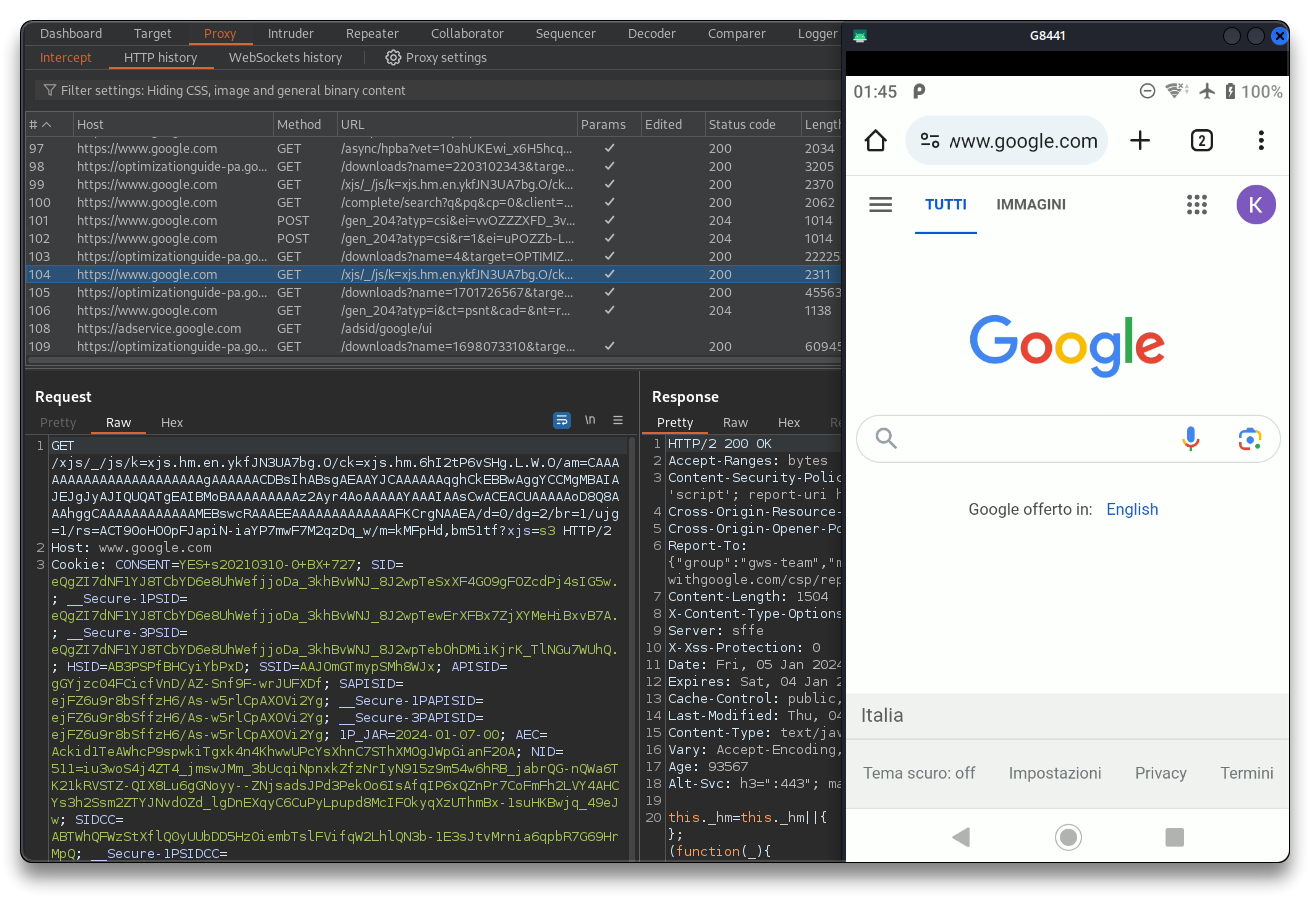 Dashboard Target Proxy Intruder Repeater Collaborator Sequencer Decoder Comparer Logger
Intercept HTTP history WebSockets history Proxy settings
Filter settings: Hiding CSS, image and general binary content
# Host Method URL Params Edited Status code Length
97 https://www.google.com GET /async/hpba?vet=10ahUKEwi_x6H5hcq... ✓ 200 2034
98 https://optimizationguide-pa.go... GET /downloads?name=2203102343&targe... ✓ 200 3205
99 https://www.google.com GET /xjs/_/js/k=xjs.hm.en.ykfJN3UA7bg.O/ck... ✓ 200 2370
100 https://www.google.com GET /complete/search?q&pq&cp=0&client=... ✓ 200 2062
101 https://www.google.com POST /gen_204?atyp=csi&ei=vvOZZZXFD_3v... ✓ 204 1014
102 https://www.google.com POST /gen_204?atyp=csi&r=1&ei=uPOZZb-L... ✓ 204 1014
103 https://optimizationguide-pa.go... GET /downloads?name=4&target=OPTIMIZ... ✓ 200 22225
104 https://www.google.com GET /xjs/_/js/k=xjs.hm.en.ykfJN3UA7bg.O/ck... ✓ 200 2311
105 https://optimizationguide-pa.go... GET /downloads?name=1701726567&targe... ✓ 200 45563
106 https://www.google.com GET /gen_204?atyp=i&ct=psnt&cad=&nt=r... ✓ 204 1138
108 https://adservice.google.com GET /adsid/google/ui
109 https://optimizationguide-pa.go... GET /downloads?name=1698073310&targe... ✓ 200 60945
Request
Pretty Raw Hex \n
1 GET
/xjs/_/js/k=xjs.hm.en.ykfJN3UA7bg.O/ck=xjs.hm.6hI2tP6vSHg.L.W.O/am=CAAA
AAAAAAAAAAAAAAAAAAAAAgAAAAAACDBsIhABsgAEAAYJCAAAAAAqghCkEBBwAggYCCMgMBAIA
JEJgJyAJIQUQATgEAIBMoBAAAAAAAAAz2Ayr4AoAAAAAYAAAIAAsCwACEACUAAAAAoD8Q8A
AAhggCAAAAAAAAAAAAMEBswcRAAAEEAAAAAAAAAAAAAFKCrgNAAEA/d=0/dg=2/br=1/ujg
=1/rs=ACT90oH0OPFJapiN-iaYP7mwF7M2qzDq_w/m=kMFpHd,bm51tf?xjs=s3 HTTP/2
2 Host: www.google.com
3 Cookie: CONSENT=YES+s20210310-0+BX+727; SID=
eQgZI7dNF1YJ8TCbYD6e8UhWefjjoDa_3khBvWNJ_8J2wpTeSxXF4GO9gFOZcdPj4sIG5w.
; __Secure-1PSID=
eQgZI7dNF1YJ8TCbYD6e8UhWefjjoDa_3khBvWNJ_8J2wpTewErXFBx7ZjXYMeHiBxvB7A.
; __Secure-3PSID=
eQgZI7dNF1YJ8TCbYD6e8UhWefjjoDa_3khBvWNJ_8J2wpTebOhDMiiKjrK_TlNGu7WUhQ.
; HSID=AB3PSPfBHCyiYbPxD; SSID=AAJOmGTmypSMh8WJx; APISID=
gGYjzc04FCicfVnD/AZ-Snf9F-wrJUFXDf; SAPISID=
ejFZ6u9r8bSffzH6/As-w5rlCpAXOVi2Yg; __Secure-1PAPISID=
ejFZ6u9r8bSffzH6/As-w5rlCpAXOVi2Yg; __Secure-3PAPISID=
ejFZ6u9r8bSffzH6/As-w5rlCpAXOVi2Yg; 1P_JAR=2024-01-07-00; AEC=
Ackid1TeAWhcP9spwkiTgxk4n4KhwwUPcYsXhnC7SThXMOgJWpGianF20A; NID=
511=iu3woS4j4ZT4_jmswJMm_3bUcqiNpnxkZfzNrIyN915z9m54w6hRB_jabrQG-nQWa6T
K21kRVSTZ-QIX8Lu6gGNoyy--ZNjsadsJPd3PekOo6IsAfqIP6xQZnPr7CoFmFh2LVY4AHC
Ys3h2Ssm2ZTYJNvdOZd_lgDnEXqyC6CuPyLpupd8McIFOkyqXzUThmBx-1suHKBwjq_49eJ
w; SIDCC=
ABTWhQFWzStXflQ0yUUbDD5HzOiembTslFVifqW2LhlQN3b-1E3sJtvMrnia6qpbR7G69Hr
MpQ; __Secure-1PSIDCC=
Response
Pretty Raw Hex Re
1 HTTP/2 200 OK
2 Accept-Ranges: bytes
3 Content-Security-Polic
'script'; report-uri h
4 Cross-Origin-Resource-
5 Cross-Origin-Opener-Po
6 Report-To:
{"group":"gws-team","m
withgoogle.com/csp/rep
7 Content-Length: 1504
8 X-Content-Type-Options
9 Server: sffe
10 X-Xss-Protection: 0
11 Date: Fri, 05 Jan 2024
12 Expires: Sat, 04 Jan 2
13 Cache-Control: public,
14 Last-Modified: Thu, 04
15 Content-Type: text/jav
16 Vary: Accept-Encoding,
17 Age: 93567
18 Alt-Svc: h3=":443"; ma
19
20 this._hm=this._hm||{
};
(function(_){
G8441
01:45 100%
www.google.com 2
TUTTI IMMAGINI K
Google
Google offerto in: English
Italia
Tema scuro: off Impostazioni Privacy Termini